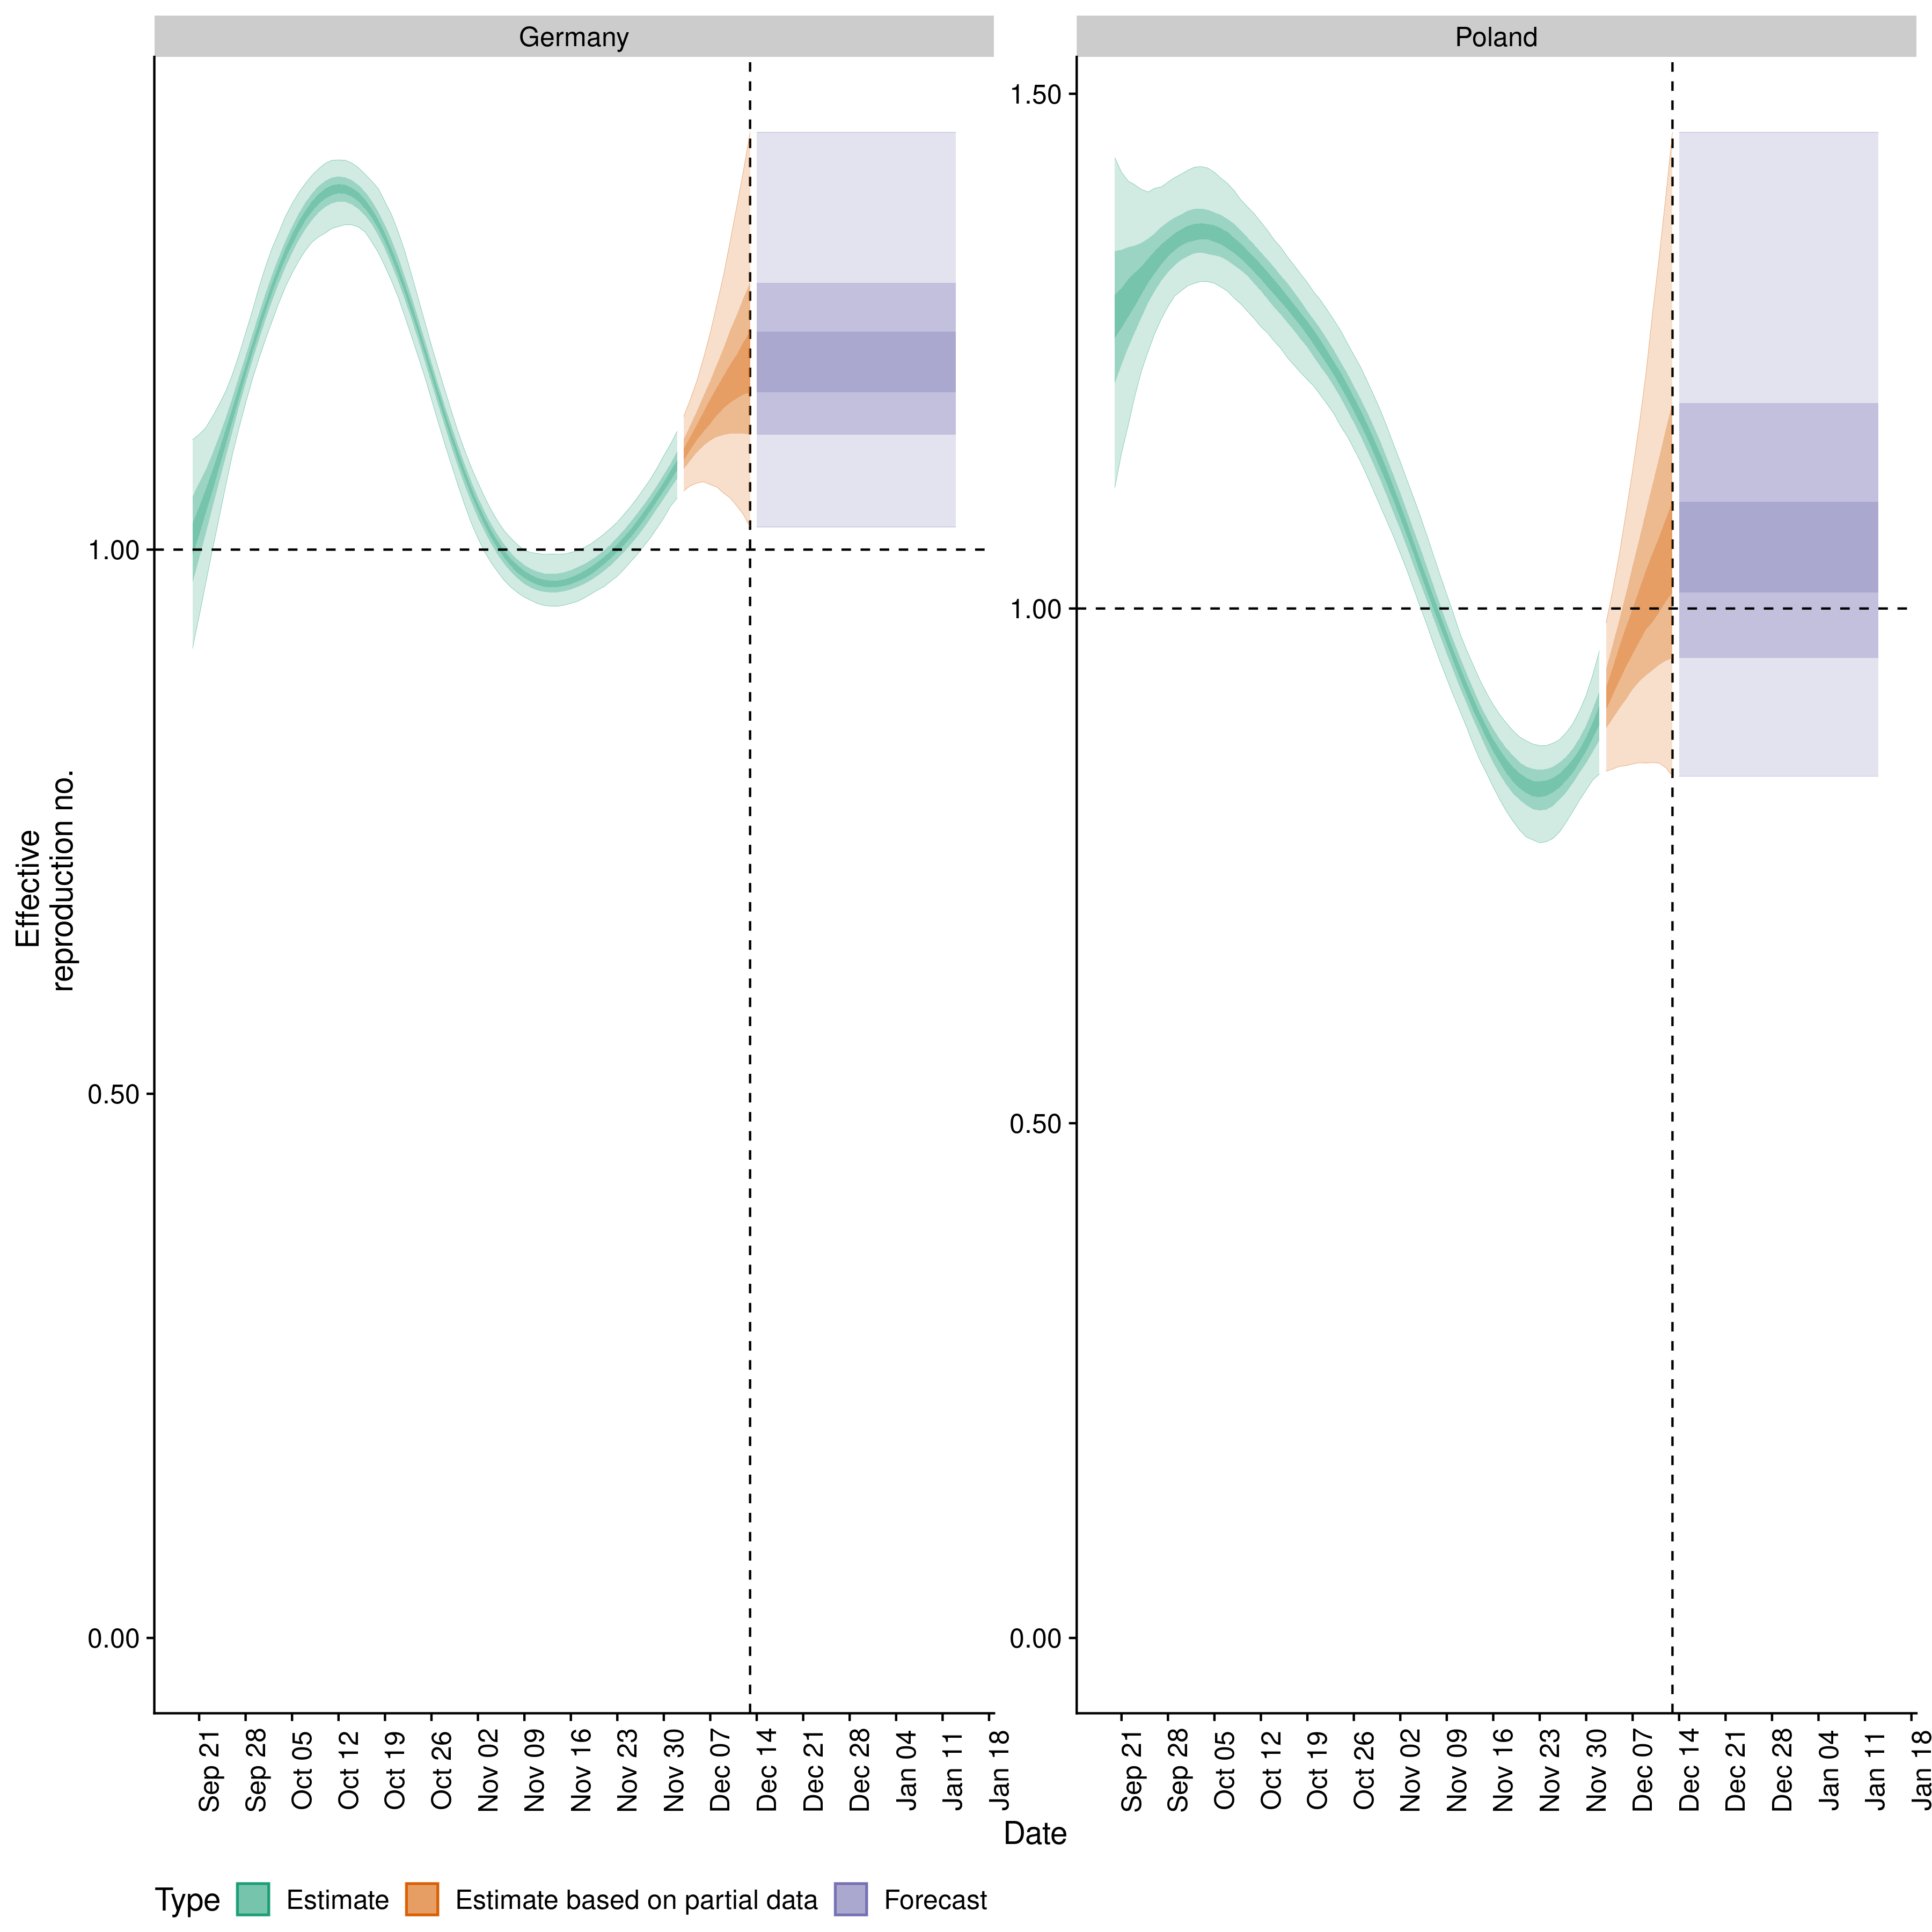 Germany
Poland
Effective
reproduction no.
1.00
0.50
0.00
1.50
1.00
0.50
0.00
Sep 21
Sep 28
Oct 05
Oct 12
Oct 19
Oct 26
Nov 02
Nov 09
Nov 16
Nov 23
Nov 30
Dec 07
Dec 14
Dec 21
Dec 28
Jan 04
Jan 11
Jan 18
Sep 21
Sep 28
Oct 05
Oct 12
Oct 19
Oct 26
Nov 02
Nov 09
Nov 16
Nov 23
Nov 30
Dec 07
Dec 14
Dec 21
Dec 28
Jan 04
Jan 11
Jan 18
Date
Type Estimate Estimate based on partial data Forecast